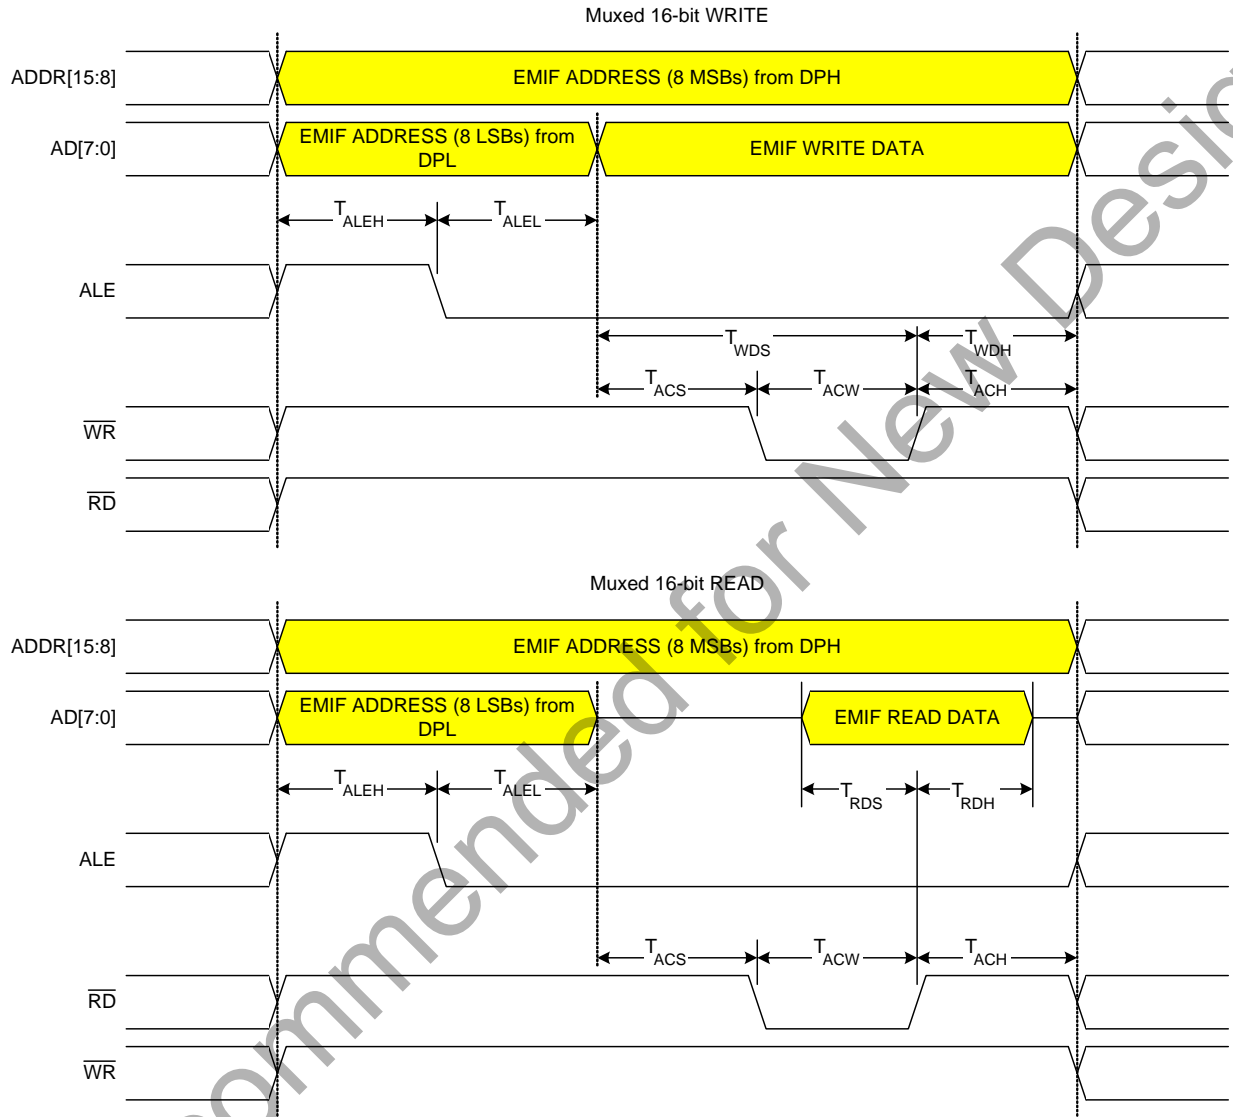 Muxed 16-bit WRITE
ADDR[15:8] EMIF ADDRESS (8 MSBs) from DPH
AD[7:0] EMIF ADDRESS (8 LSBs) from EMIF WRITE DATA
DPL
TALEH TALEL
ALE
TWDS TWDH
TACS TACW TACH
WR
RD
Muxed 16-bit READ
ADDR[15:8] EMIF ADDRESS (8 MSBs) from DPH
AD[7:0] EMIF ADDRESS (8 LSBs) from EMIF READ DATA
DPL
TALEH TALEL TRDS TRDH
ALE
TACS TACW TACH
RD
WR
ommended for New Desig